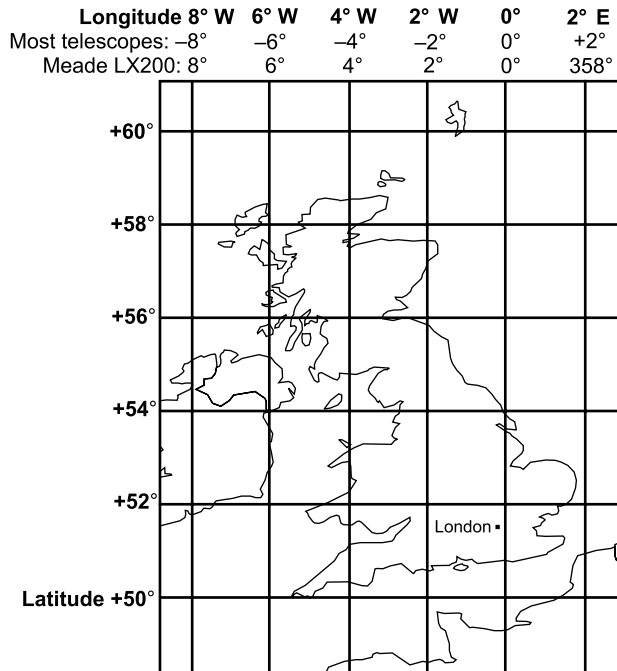 Longitude 8° W 6° W 4° W 2° W 0° 2° E
Most telescopes: –8° –6° –4° –2° 0° +2°
Meade LX200: 8° 6° 4° 2° 0° 358°
+60°
+58°
+56°
+54°
+52°
London
Latitude +50°